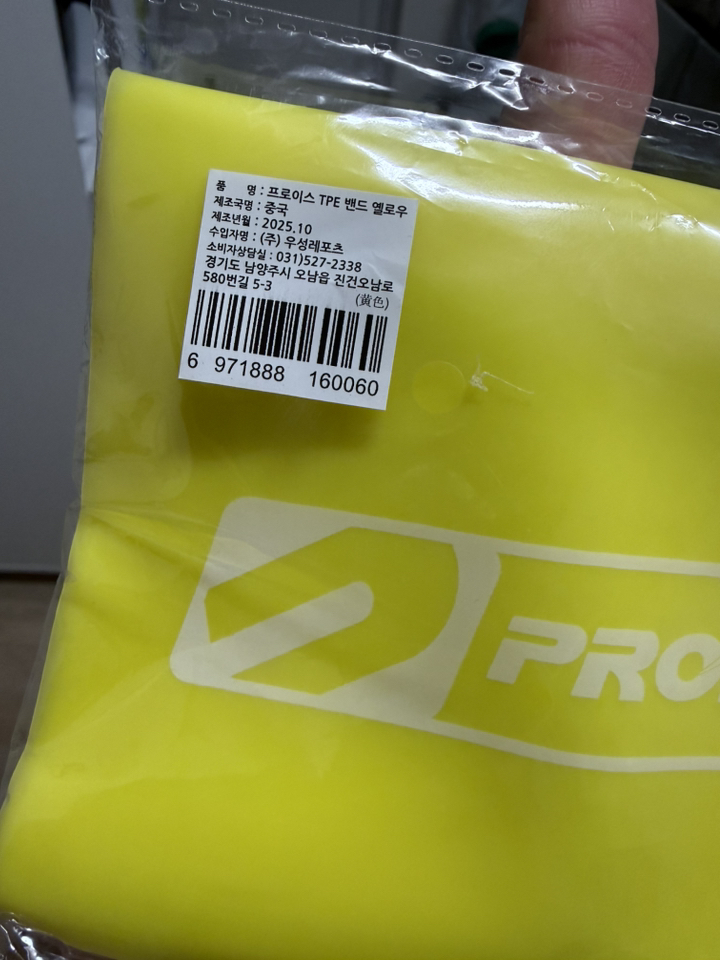 품 명 : 프로이스 TPE 밴드 옐로우
제조국명 : 중국
제조년월 : 2025.10
수입자명 : (주) 우성레포츠
소비자상담실 : 031)527-2338
경기도 남양주시 오남읍 진건오남로
580번길 5-3
(黄色)
6 971888 160060
PRO